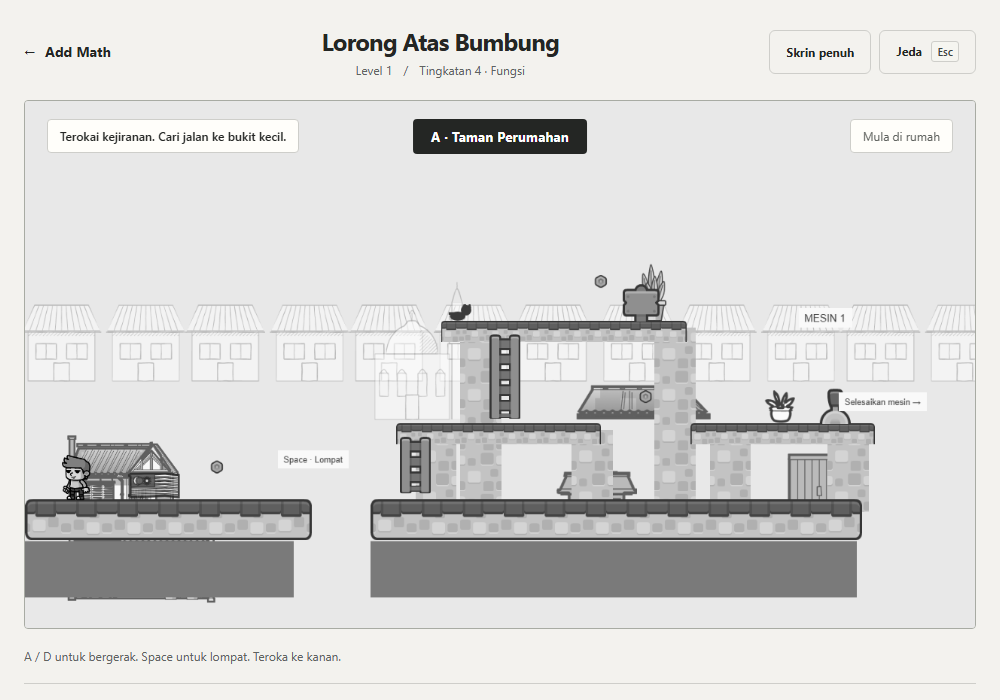 ← Add Math
Lorong Atas Bumbung
Level 1 / Tingkatan 4 · Fungsi
Skrin penuh
Jeda Esc
Terokai kejiranan. Cari jalan ke bukit kecil.
A · Taman Perumahan
Mula di rumah
MESIN 1
Selesaikan mesin →
Space · Lompat
A / D untuk bergerak. Space untuk lompat. Teroka ke kanan.